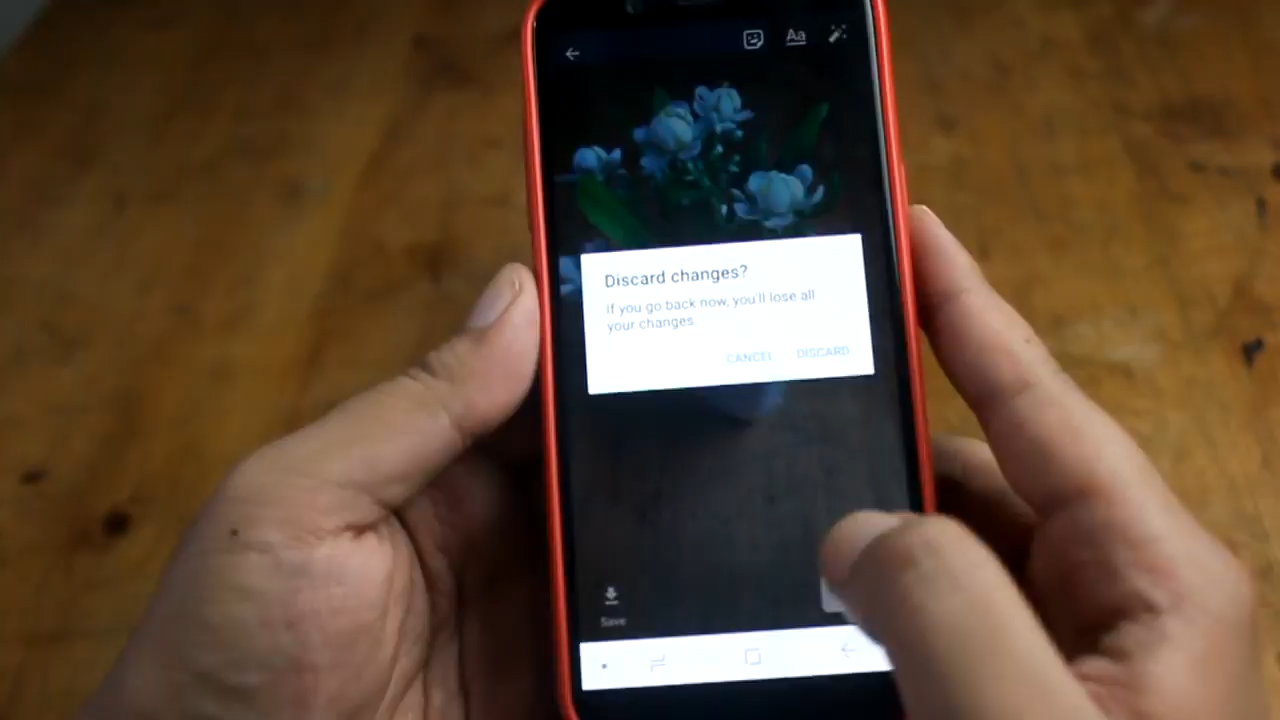 Aa
Discard changes?
If you go back now, you'll lose all
your changes.
CANCEL DISCARD
Save